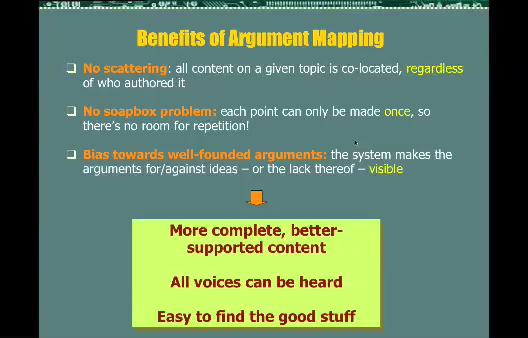 Benefits of Argument Mapping
No scattering: all content on a given topic is co-located, regardless
of who authored it
No soapbox problem: each point can only be made once, so
there's no room for repetition!
Bias towards well-founded arguments: the system makes the
arguments for/against ideas – or the lack thereof – visible
More complete, better-
supported content
All voices can be heard
Easy to find the good stuff